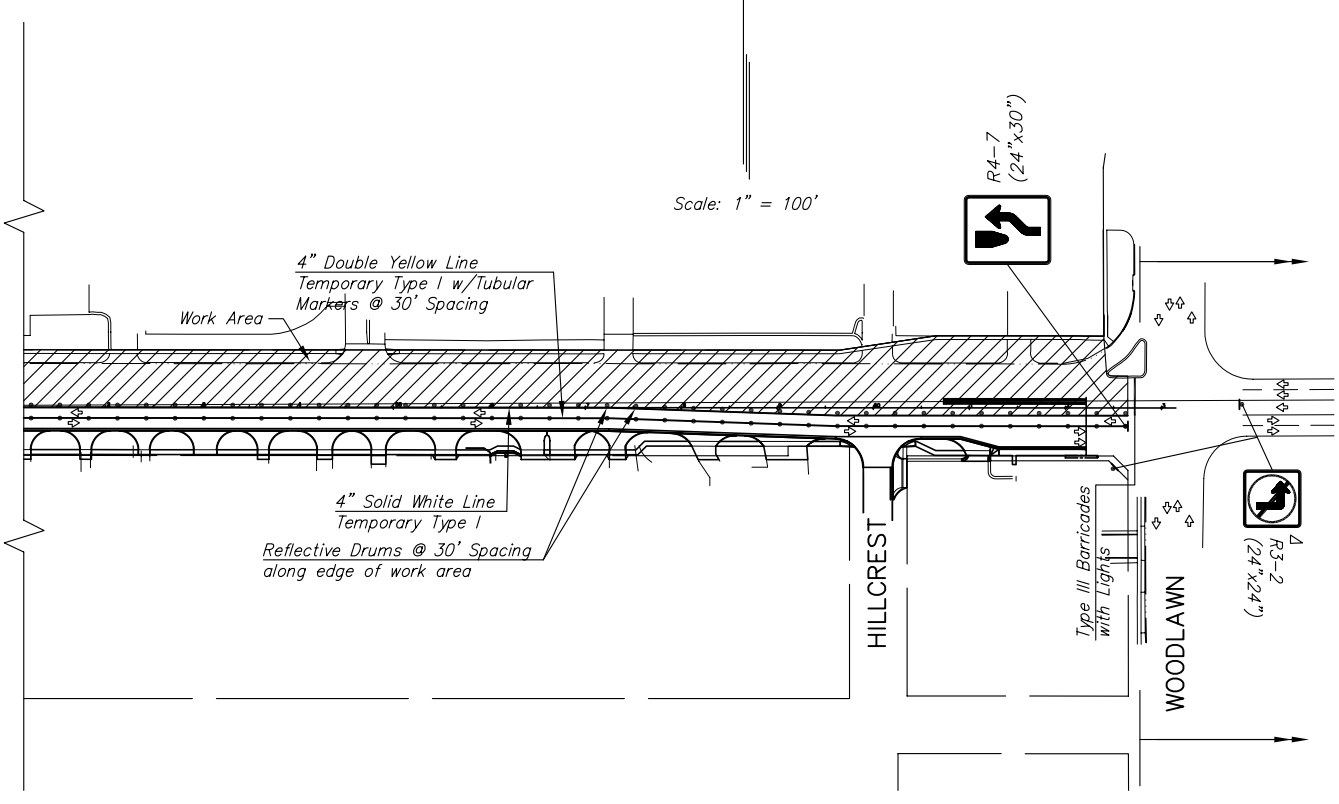 R4-7
(24"x30")
Scale: 1" = 100'
4" Double Yellow Line
Temporary Type I w/Tubular
Markers @ 30' Spacing
Work Area
4" Solid White Line
Temporary Type I
Reflective Drums @ 30' Spacing
along edge of work area
HILLCREST
Type III Barricades
with Lights
WOODLAWN
R3-2
(24"x24")